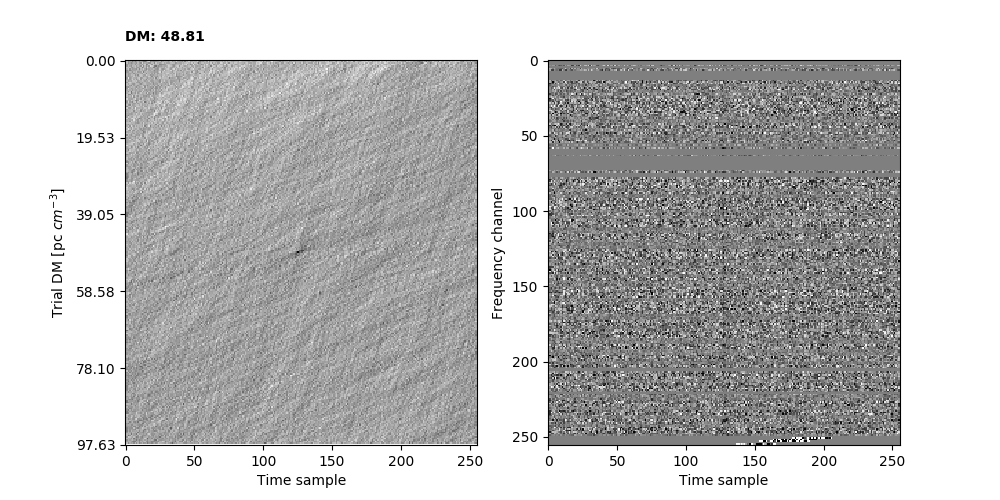 DM: 48.81
0.00
19.53
39.05
58.58
78.10
97.63
Trial DM [pc cm⁻³]
0 50 100 150 200 250
Time sample
0
50
100
150
200
250
Frequency channel
0 50 100 150 200 250
Time sample